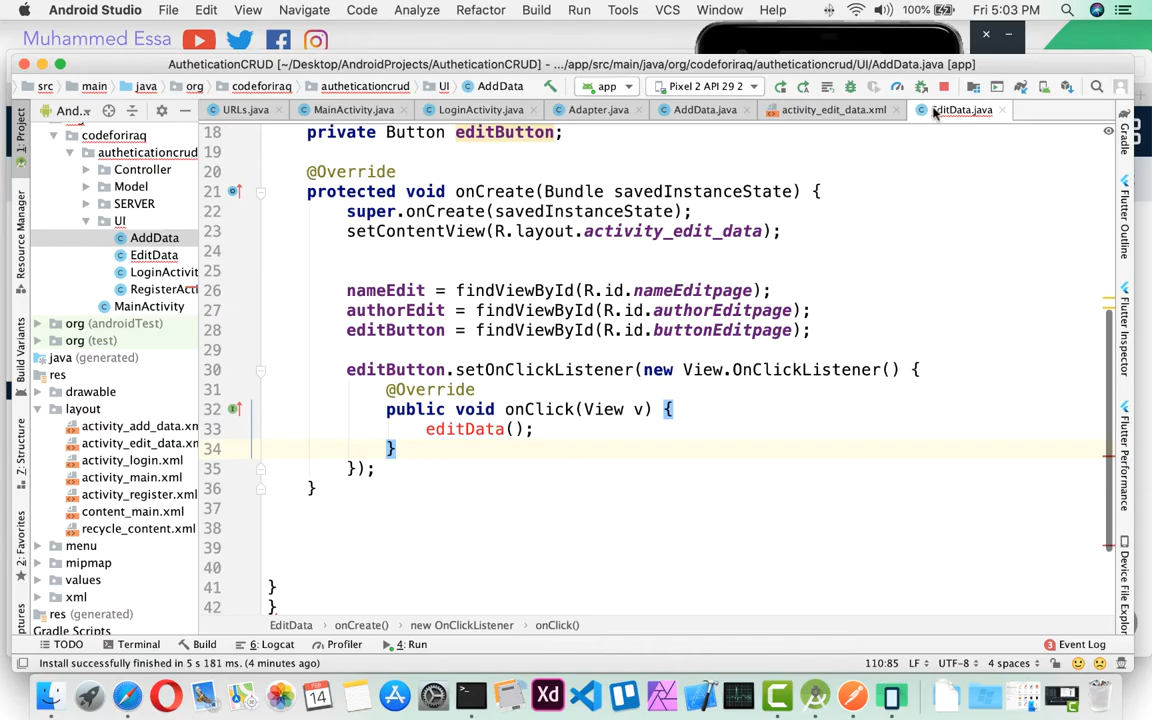 Android Studio File Edit View Navigate Code Analyze Refactor Build Run Tools VCS Window Help 100% Fri 5:03 PM
Muhammed Essa
AutheticationCRUD [~/Desktop/AndroidProjects/AutheticationCRUD] - .../app/src/main/java/org/codeforiraq/autheticationcrud/UI/AddData.java [app]
src main java org codeforiraq autheticationcrud UI AddData app Pixel 2 API 29 2
And... URLs.java MainActivity.java LoginActivity.java Adapter.java AddData.java activity_edit_data.xml EditData.java
1: Project
Resource Manager
Build Variants
7: Structure
2: Favorites
ptures
codeforiraq
autheticationcrud
Controller
Model
SERVER
UI
AddData
EditData
LoginActivit
RegisterActi
MainActivity
org (androidTest)
org (test)
java (generated)
res
drawable
layout
activity_add_data.xn
activity_edit_data.x
activity_login.xml
activity_main.xml
activity_register.xml
content_main.xml
recycle_content.xml
menu
mipmap
values
xml
res (generated)
Gradle Scripts
18 private Button editButton;
19
20 @Override
21 protected void onCreate(Bundle savedInstanceState) {
22 super.onCreate(savedInstanceState);
23 setContentView(R.layout.activity_edit_data);
24
25
26 nameEdit = findViewById(R.id.nameEditpage);
27 authorEdit = findViewById(R.id.authorEditpage);
28 editButton = findViewById(R.id.buttonEditpage);
29
30 editButton.setOnClickListener(new View.OnClickListener() {
31 @Override
32 public void onClick(View v) {
33 editData();
34 }
35 });
36 }
37
38
39
40
41 }
42 }
Gradle
Flutter Outline
Flutter Inspector
Flutter Performance
Device File Explor
EditData onCreate() new OnClickListener onClick()
TODO Terminal Build 6: Logcat Profiler 4: Run 3 Event Log
Install successfully finished in 5 s 181 ms. (4 minutes ago) 110:85 LF UTF-8 4 spaces
FEB
14
Xd